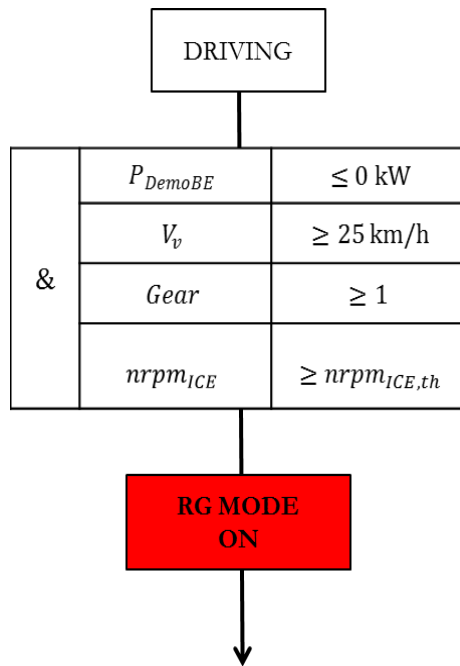 DRIVING
P_DemoBE ≤ 0 kW
V_v ≥ 25 km/h
& Gear ≥ 1
nrpm_ICE ≥ nrpm_ICE,th
RG MODE
ON